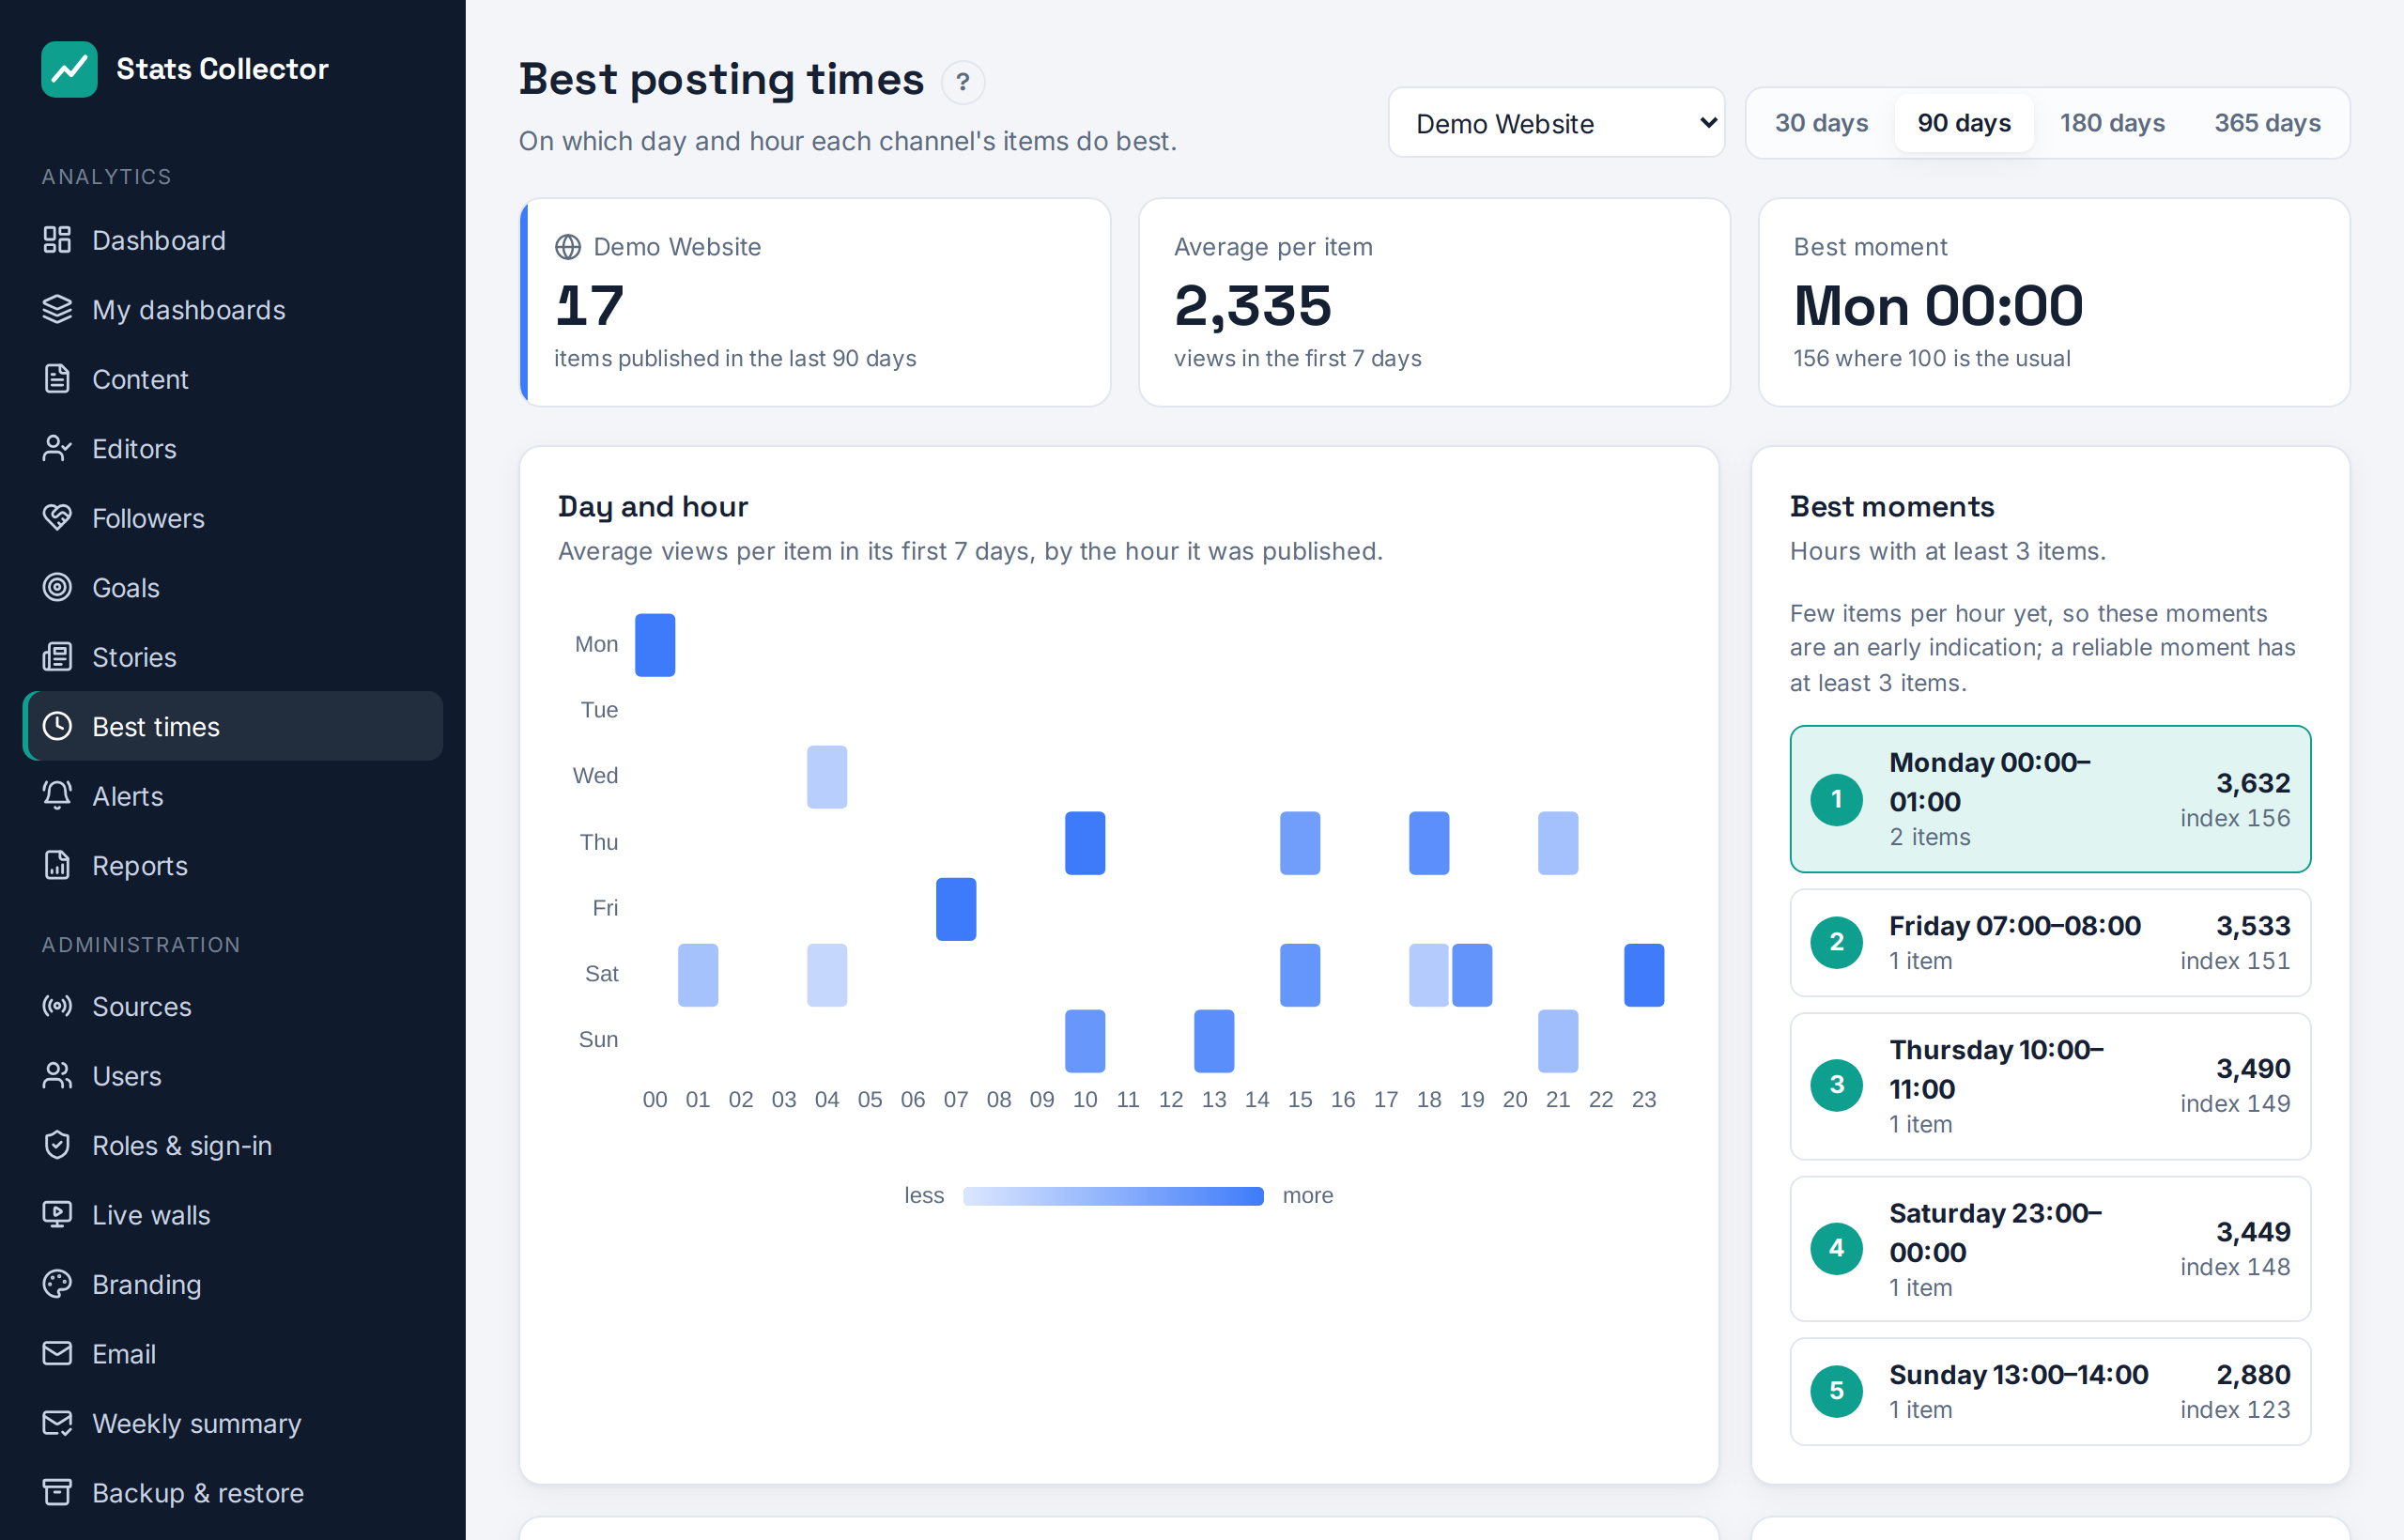 Stats Collector
ANALYTICS
Dashboard
My dashboards
Content
Editors
Followers
Goals
Stories
Best times
Alerts
Reports
ADMINISTRATION
Sources
Users
Roles & sign-in
Live walls
Branding
Email
Weekly summary
Backup & restore
Best posting times ?
On which day and hour each channel's items do best.
Demo Website
30 days 90 days 180 days 365 days
Demo Website
17
items published in the last 90 days
Average per item
2,335
views in the first 7 days
Best moment
Mon 00:00
156 where 100 is the usual
Day and hour
Average views per item in its first 7 days, by the hour it was published.
Mon
Tue
Wed
Thu
Fri
Sat
Sun
00 01 02 03 04 05 06 07 08 09 10 11 12 13 14 15 16 17 18 19 20 21 22 23
less more
Best moments
Hours with at least 3 items.
Few items per hour yet, so these moments
are an early indication; a reliable moment has
at least 3 items.
1
Monday 00:00–
01:00
2 items
3,632
index 156
2
Friday 07:00–08:00
1 item
3,533
index 151
3
Thursday 10:00–
11:00
1 item
3,490
index 149
4
Saturday 23:00–
00:00
1 item
3,449
index 148
5
Sunday 13:00–14:00
1 item
2,880
index 123